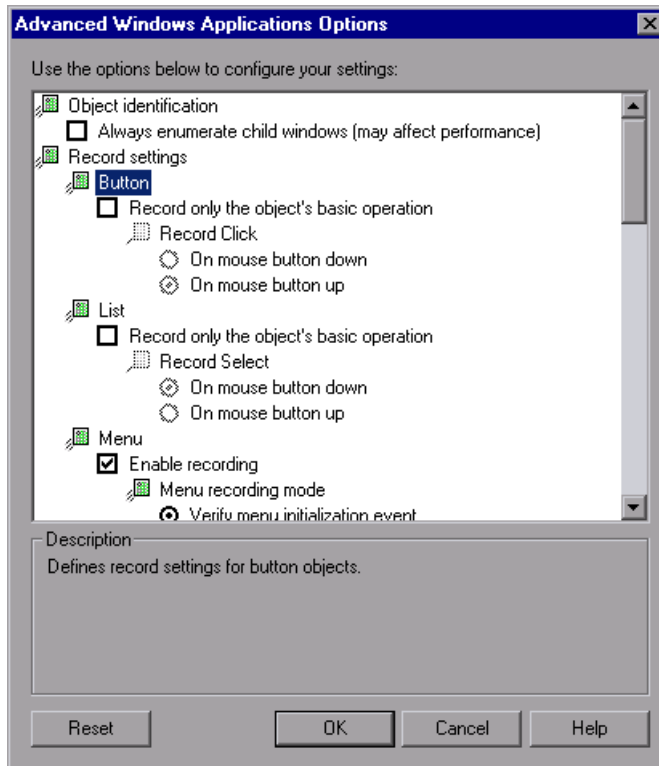 Advanced Windows Applications Options
Use the options below to configure your settings:
Object identification
Always enumerate child windows (may affect performance)
Record settings
Button
Record only the object's basic operation
Record Click
On mouse button down
On mouse button up
List
Record only the object's basic operation
Record Select
On mouse button down
On mouse button up
Menu
Enable recording
Menu recording mode
Verify menu initialization event
Description
Defines record settings for button objects.
Reset OK Cancel Help